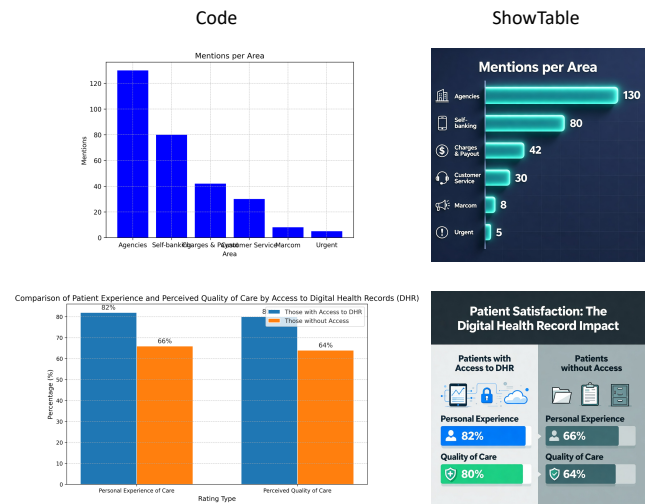 Code
ShowTable
Mentions per Area
120
100
80
60
40
20
0
Mentions
Agencies Self-banking Charges & Payout Customer Service Marcom Urgent
Area
Mentions per Area
Agencies 130
Self-
banking
80
Charges
& Payout
42
Customer
Service
30
Marcom 8
Urgent 5
Comparison of Patient Experience and Perceived Quality of Care by Access to Digital Health Records (DHR)
82%
8
Those with Access to DHR
Those without Access
66%
64%
80
70
60
50
40
30
20
10
0
Percentage (%)
Personal Experience of Care Perceived Quality of Care
Rating Type
Patient Satisfaction: The
Digital Health Record Impact
Patients with
Access to DHR
Patients
without Access
Personal Experience
82%
Personal Experience
66%
Quality of Care
80%
Quality of Care
64%